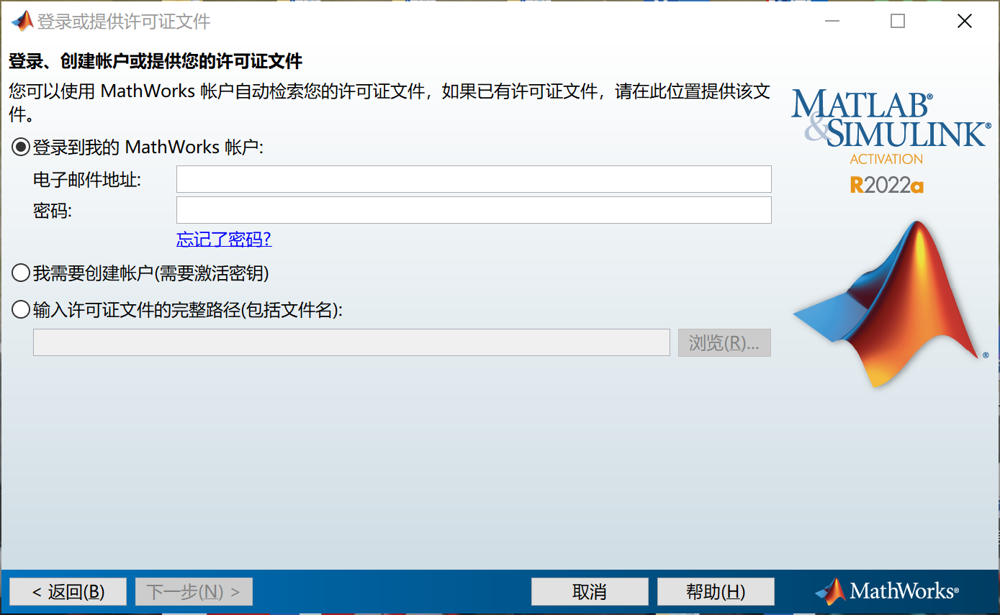 登录或提供许可证文件
登录、创建帐户或提供您的许可证文件
您可以使用 MathWorks 帐户自动检索您的许可证文件，如果已有许可证文件，请在此位置提供该文
件。
MATLAB®
&SIMULINK®
ACTIVATION
R2022a
登录到我的 MathWorks 帐户:
电子邮件地址:
密码:
忘记了密码?
我需要创建帐户(需要激活密钥)
输入许可证文件的完整路径(包括文件名):
浏览(R)...
®
< 返回(B)
下一步(N) >
取消
帮助(H)
MathWorks®